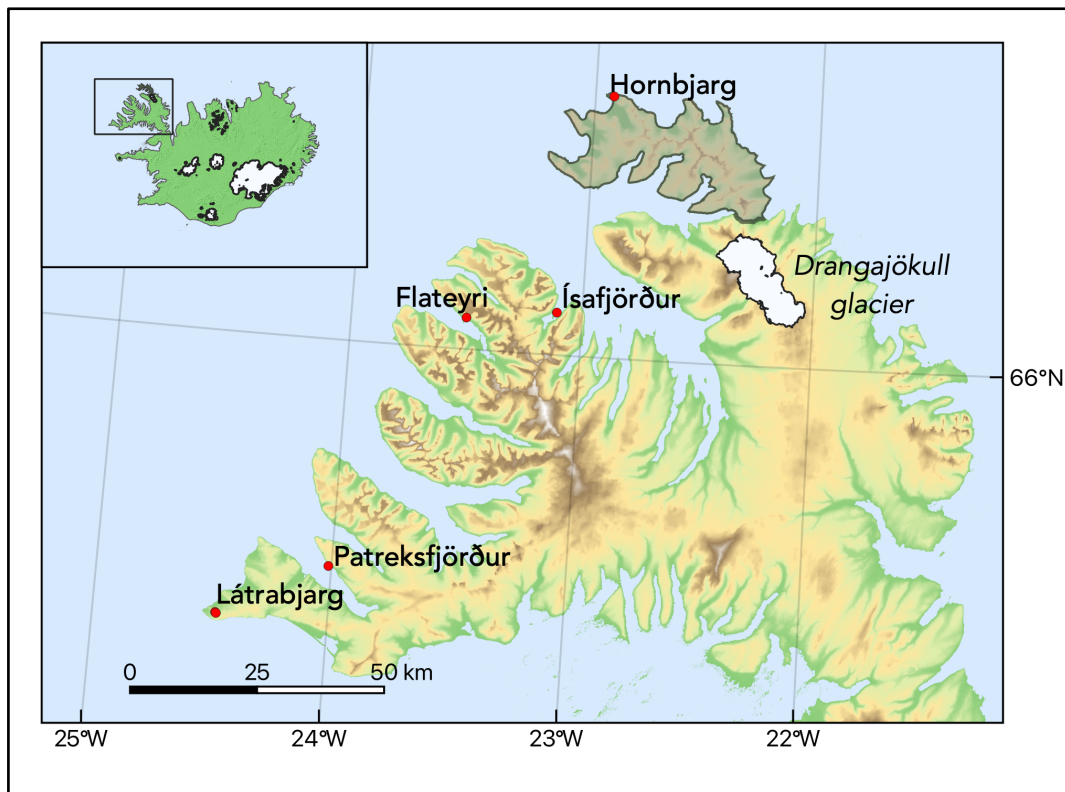 Hornbjarg
Drangajökull
glacier
Flateyri
Ísafjörður
66°N
Patreksfjörður
Látrabjarg
0 25 50 km
25°W 24°W 23°W 22°W